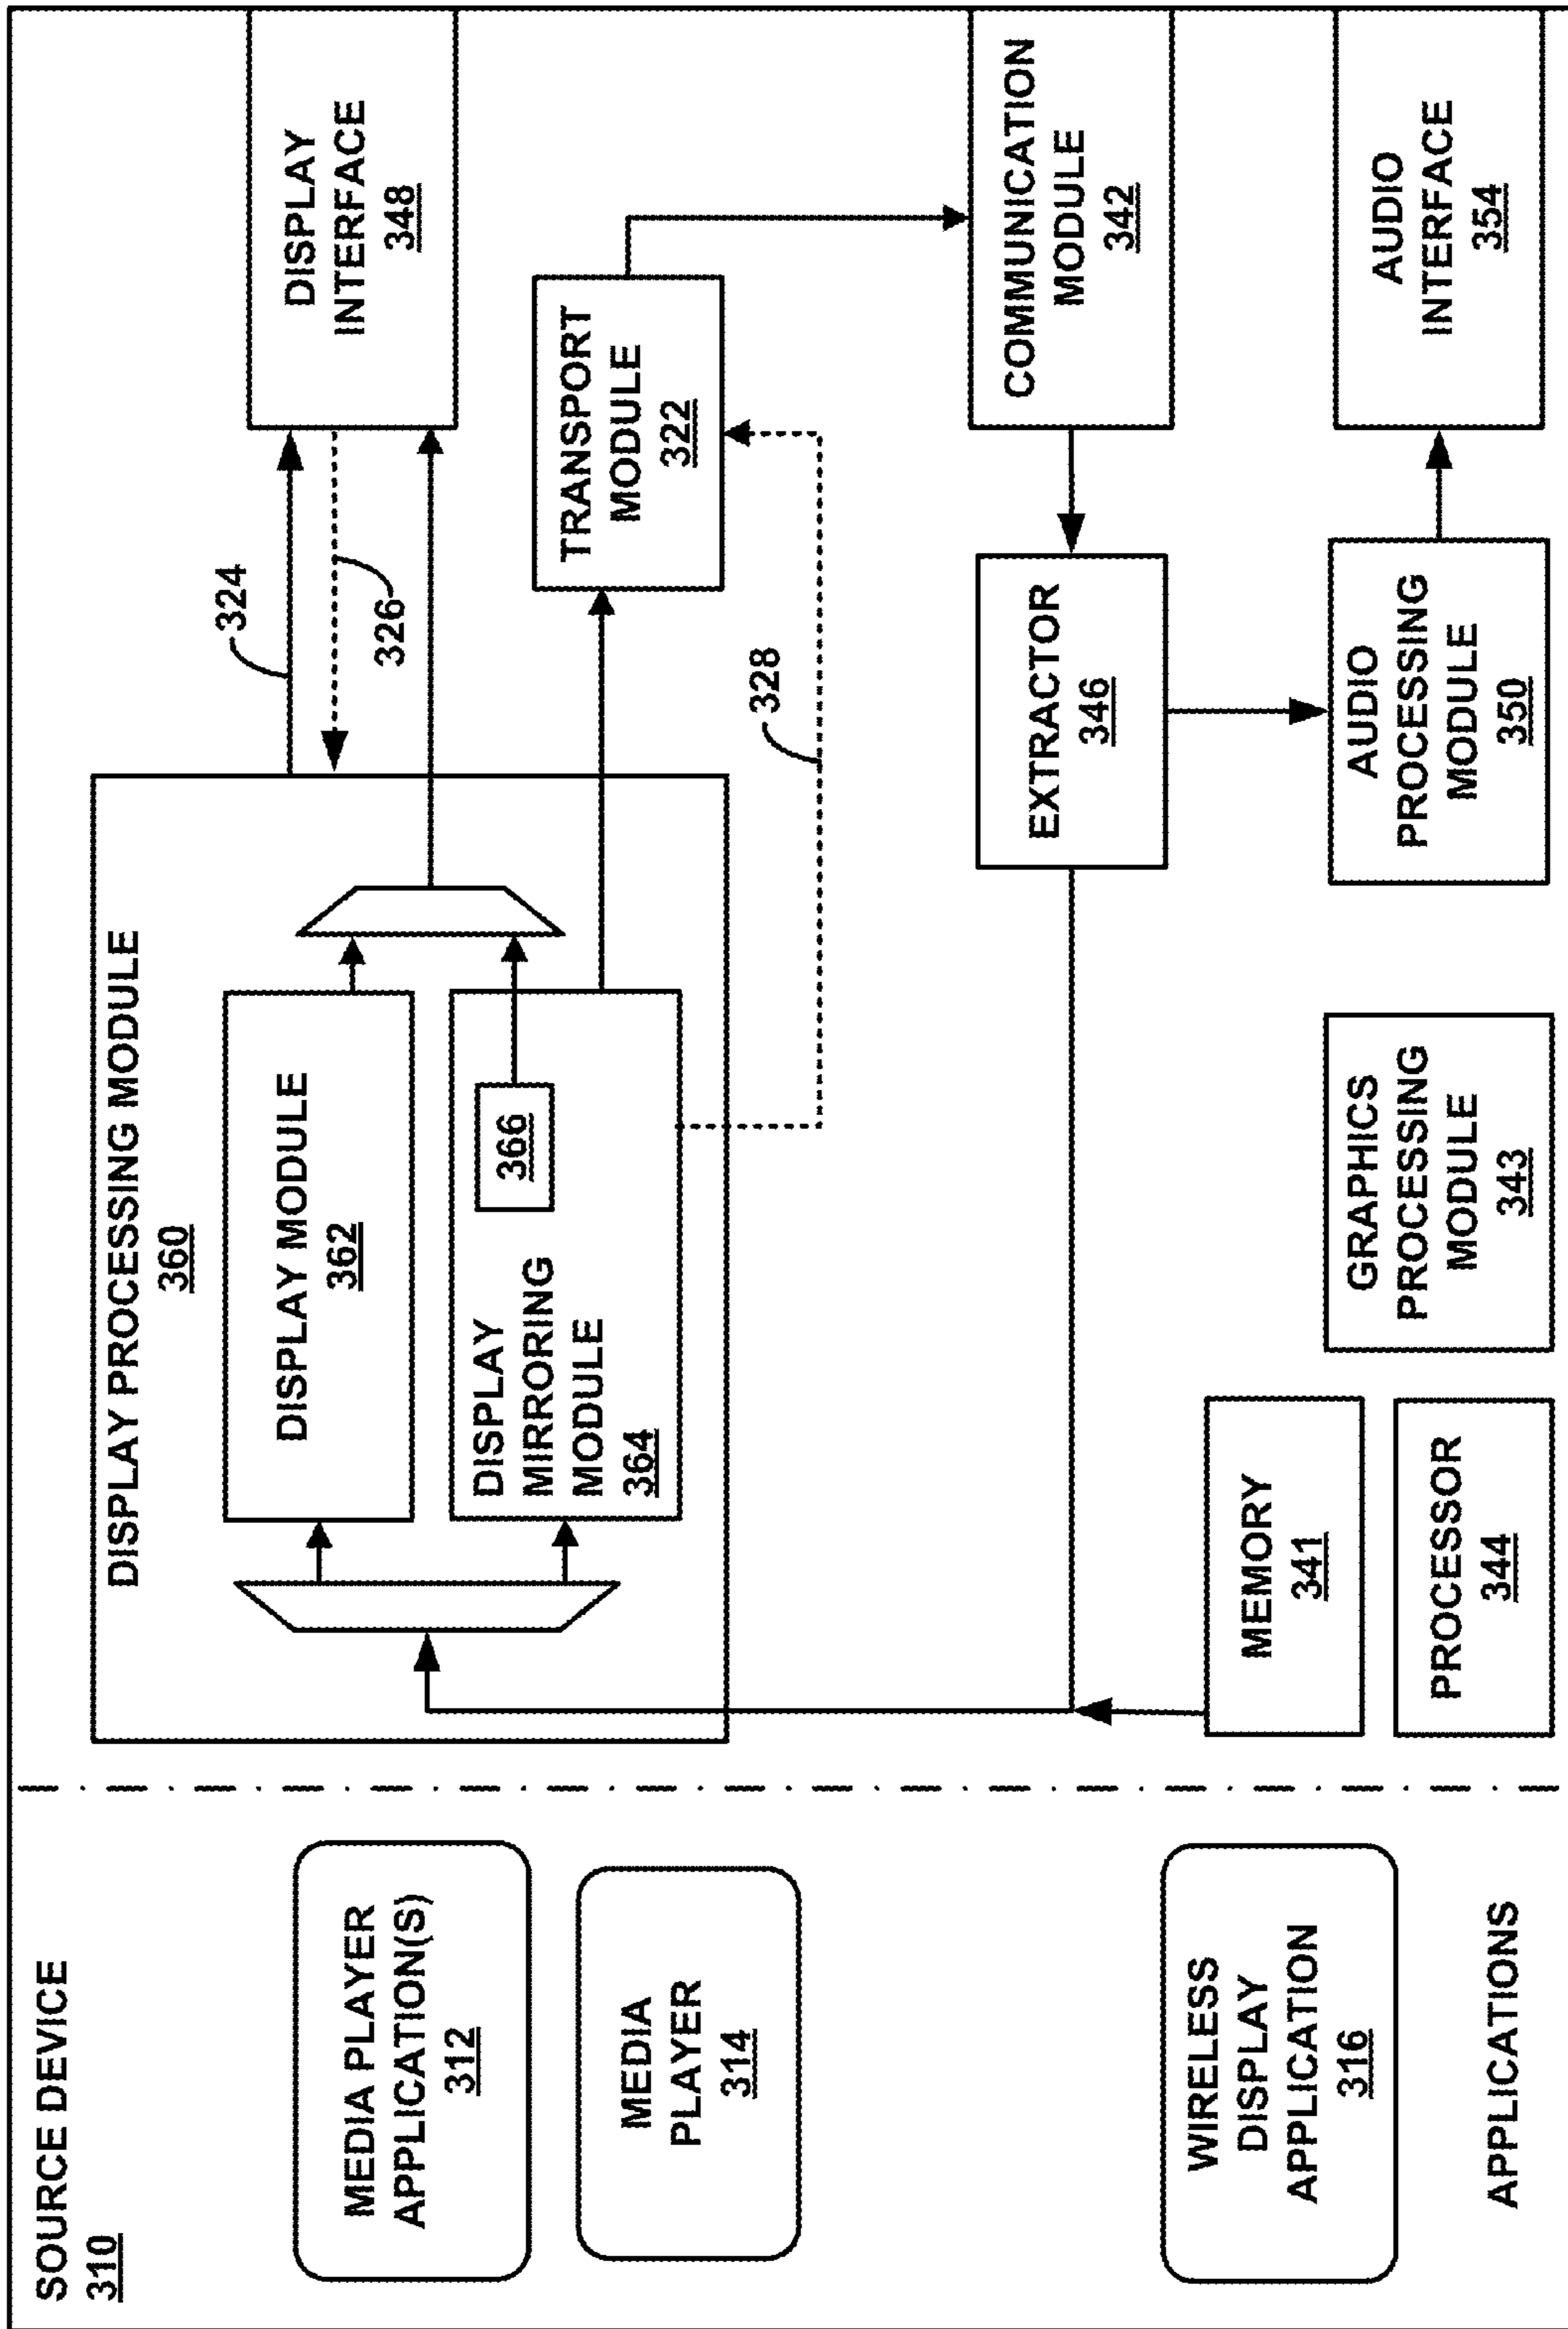 SOURCE DEVICE
310
MEDIA PLAYER
APPLICATION(S)
312
MEDIA
PLAYER
314
WIRELESS
DISPLAY
APPLICATION
316
APPLICATIONS
DISPLAY PROCESSING MODULE
360
DISPLAY MODULE
362
DISPLAY
MIRRORING
MODULE
364
366
324
326
328
DISPLAY
INTERFACE
348
TRANSPORT
MODULE
322
COMMUNICATION
MODULE
342
EXTRACTOR
346
MEMORY
341
PROCESSOR
344
GRAPHICS
PROCESSING
MODULE
343
AUDIO
PROCESSING
MODULE
350
AUDIO
INTERFACE
354